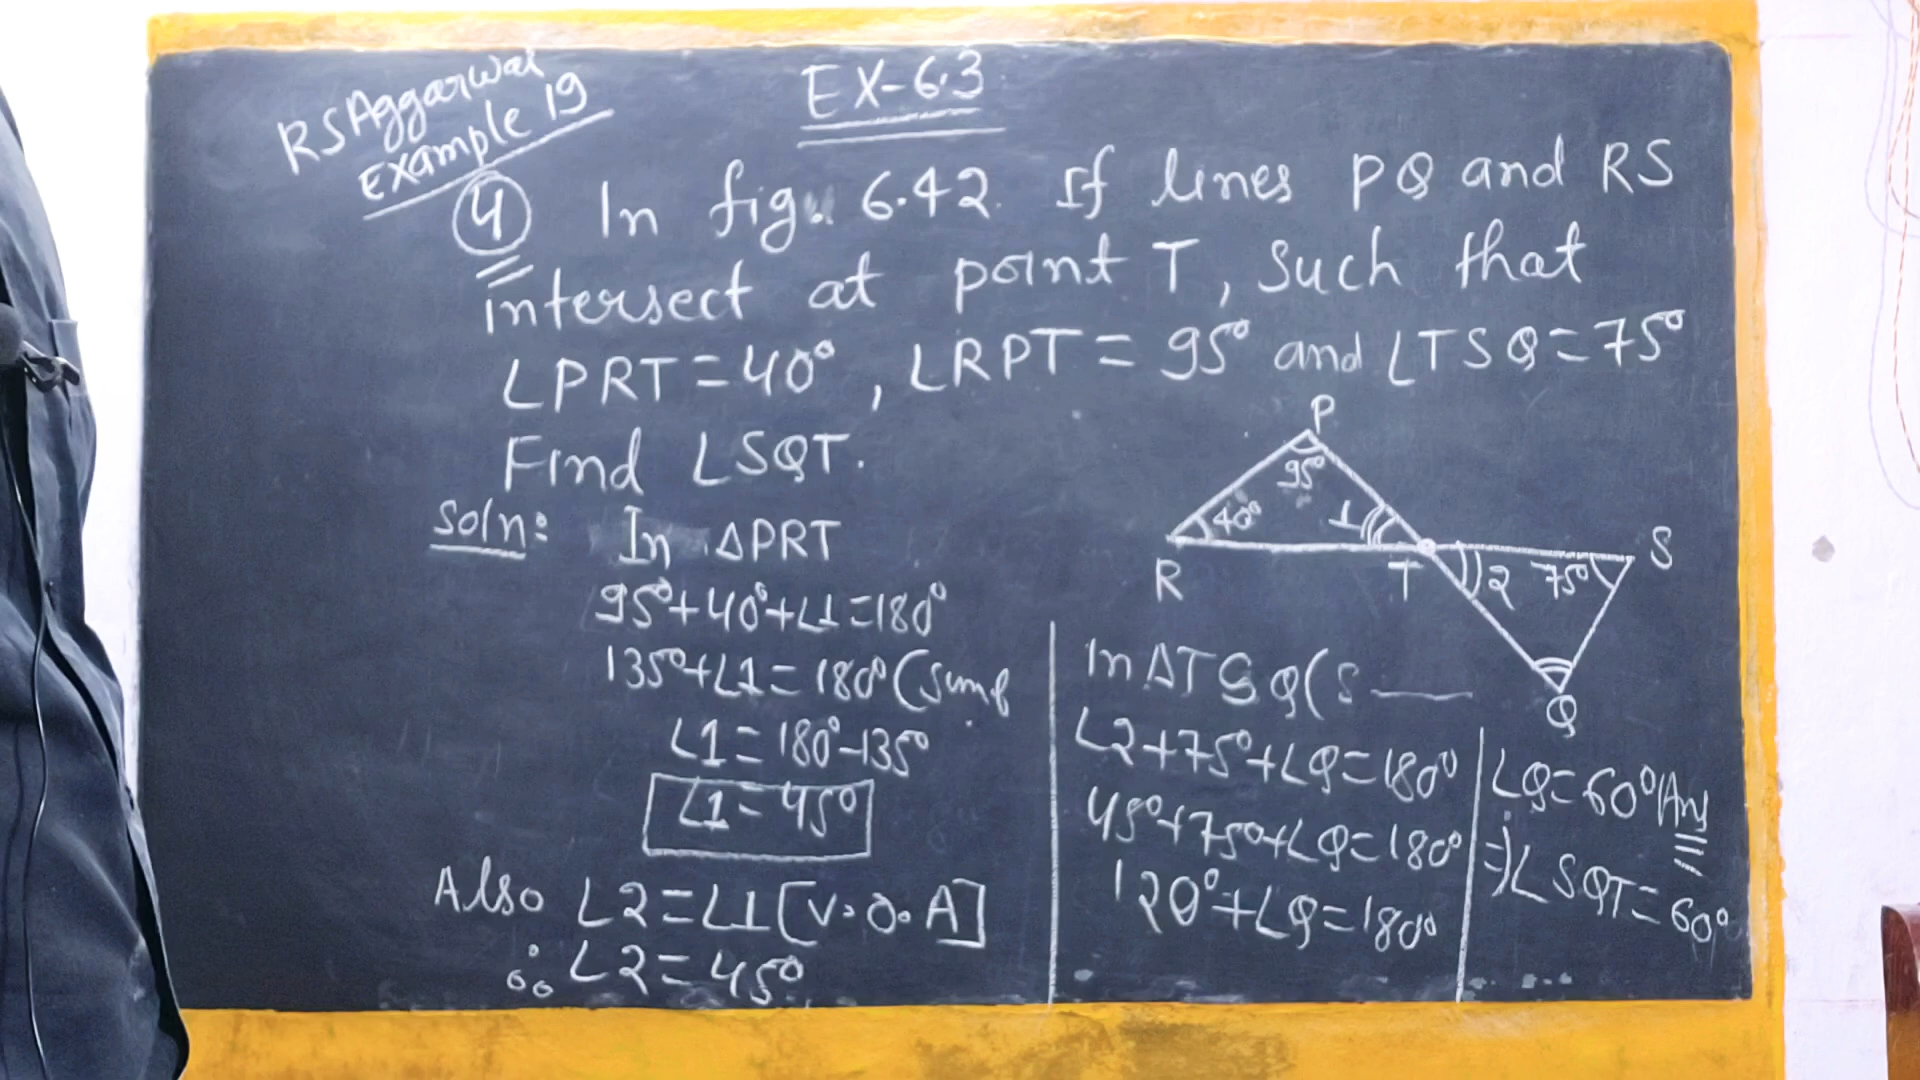 RS Aggarwal
Example 19
EX-6.3
④ In fig. 6.42. If lines PQ and RS
intersect at point T, such that
∠PRT=40°, ∠RPT=95° and ∠TSQ=75°
Find ∠SQT.
Soln: In ΔPRT
95°+40°+∠1=180°
135°+∠1=180° (
∠1=180°-135°
∠1=45°
Also ∠2=∠1 [V.O.A]
∴ ∠2=45°
P
95°
40°
1
R
T
2
75°
S
Q
In ΔTSQ (S
∠2+75°+∠Q=180°
45°+75°+∠Q=180°
120°+∠Q=180°
∠Q=60° Ans
⇒∠SQT=60°